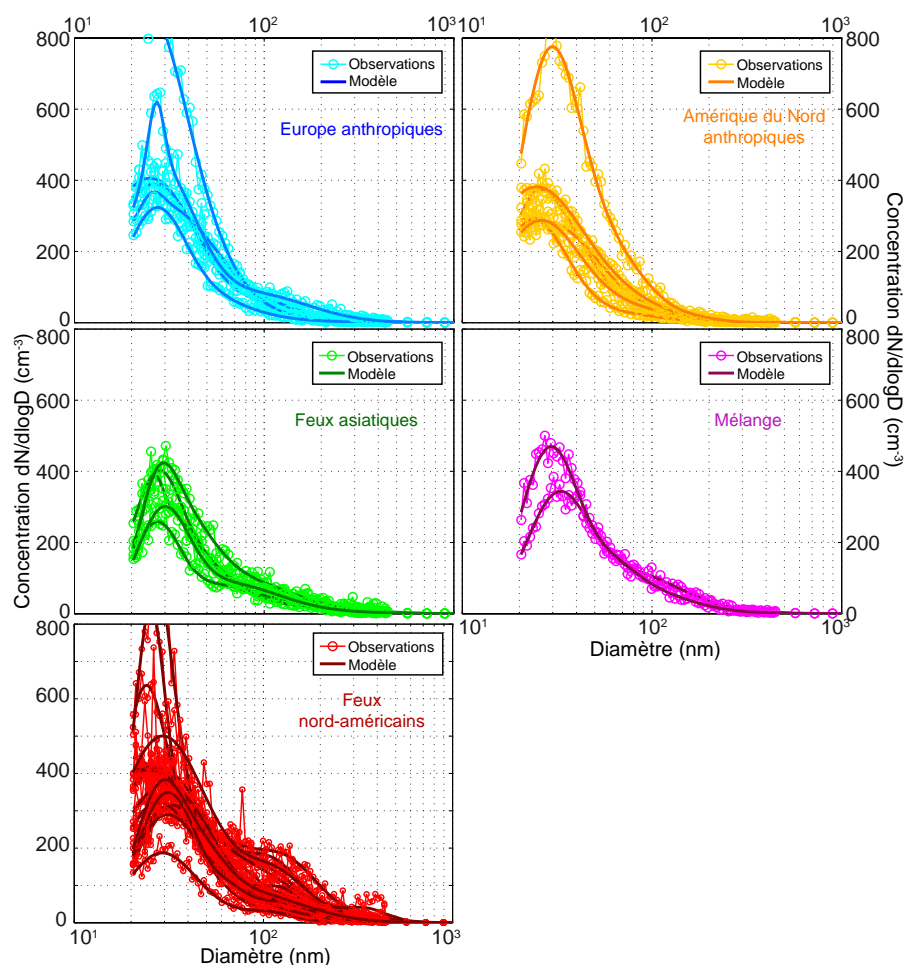 10¹ 10² 10³ 10¹ 10² 10³
800 800
Observations
Modèle
Observations
Modèle
Europe anthropiques
Amérique du Nord
anthropiques
600 600
400 400
200 200
0 0
800 800
Observations
Modèle
Observations
Modèle
Feux asiatiques
Mélange
600 600
400 400
200 200
0 0
Concentration dN/dlogD (cm⁻³)
Concentration dN/dlogD
(cm⁻³)
10¹ 10² 10³
Diamètre (nm)
800
Observations
Modèle
Feux
nord-américains
600
400
200
0
10¹ 10² 10³
Diamètre (nm)